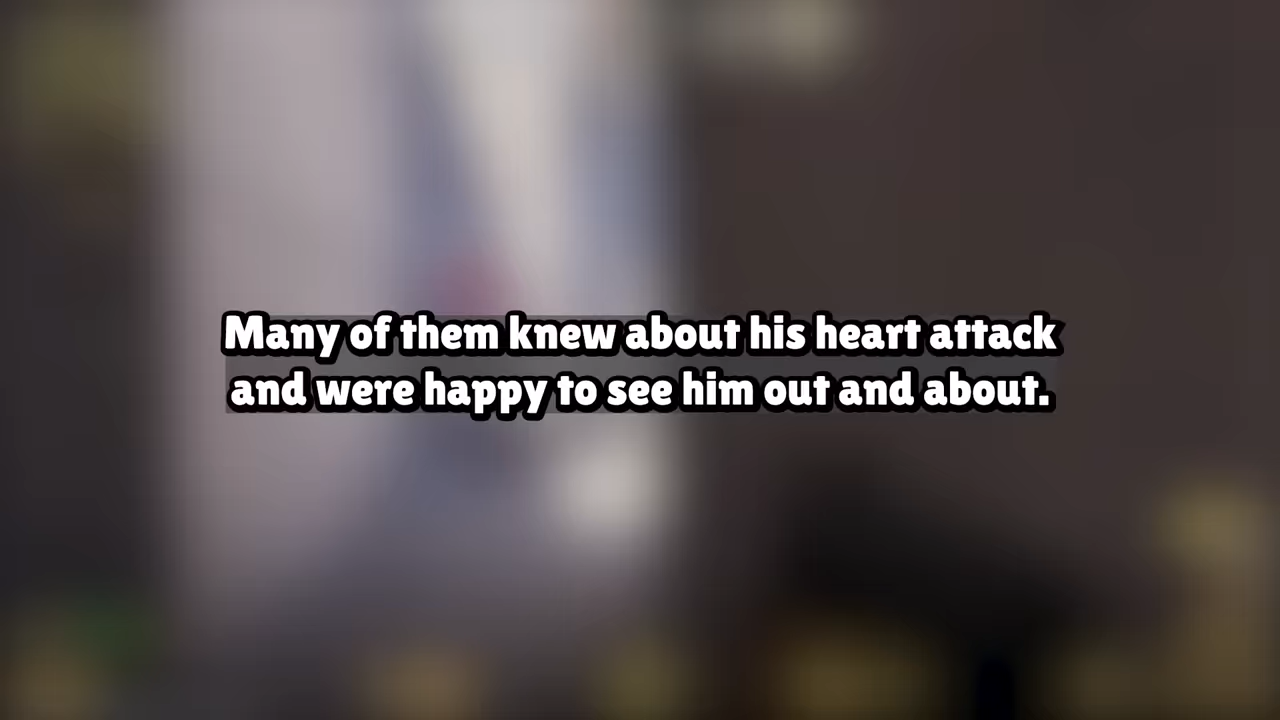 Many of them knew about his heart attack
and were happy to see him out and about.